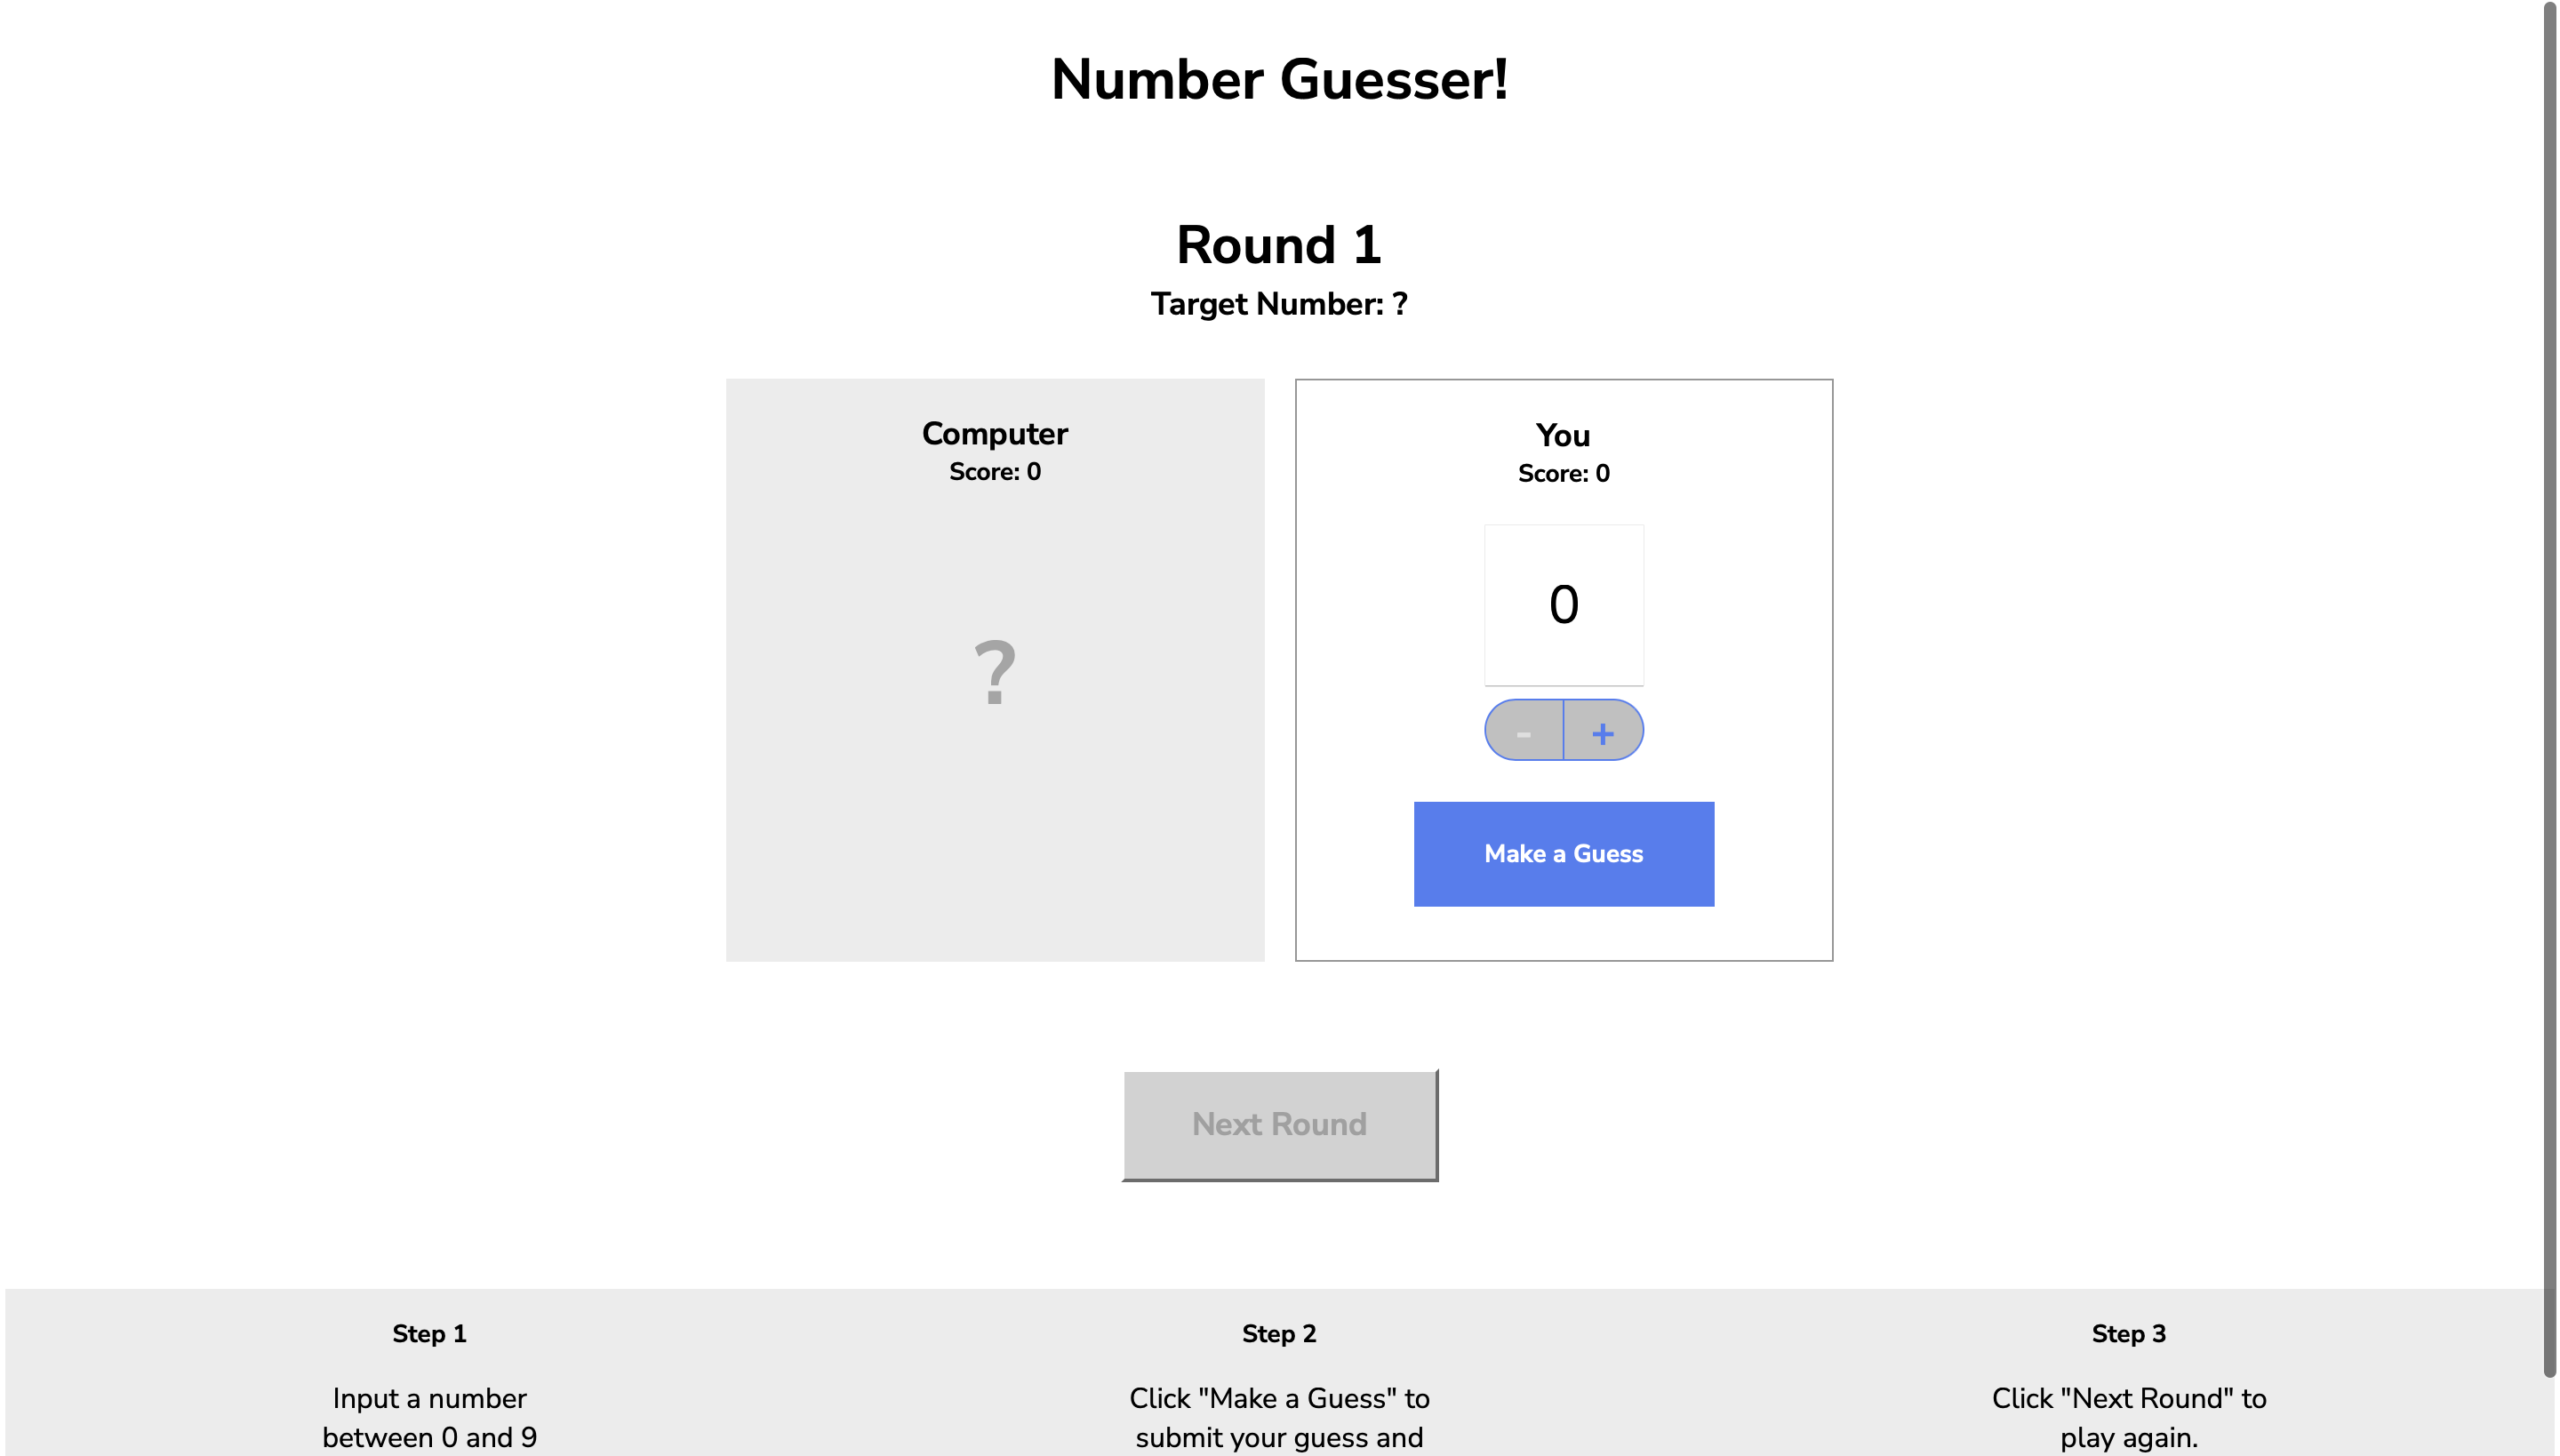 Number Guesser!
Round 1
Target Number: ?
Computer
Score: 0
?
You
Score: 0
0
- +
Make a Guess
Next Round
Step 1
Input a number
between 0 and 9
Step 2
Click "Make a Guess" to
submit your guess and
Step 3
Click "Next Round" to
play again.